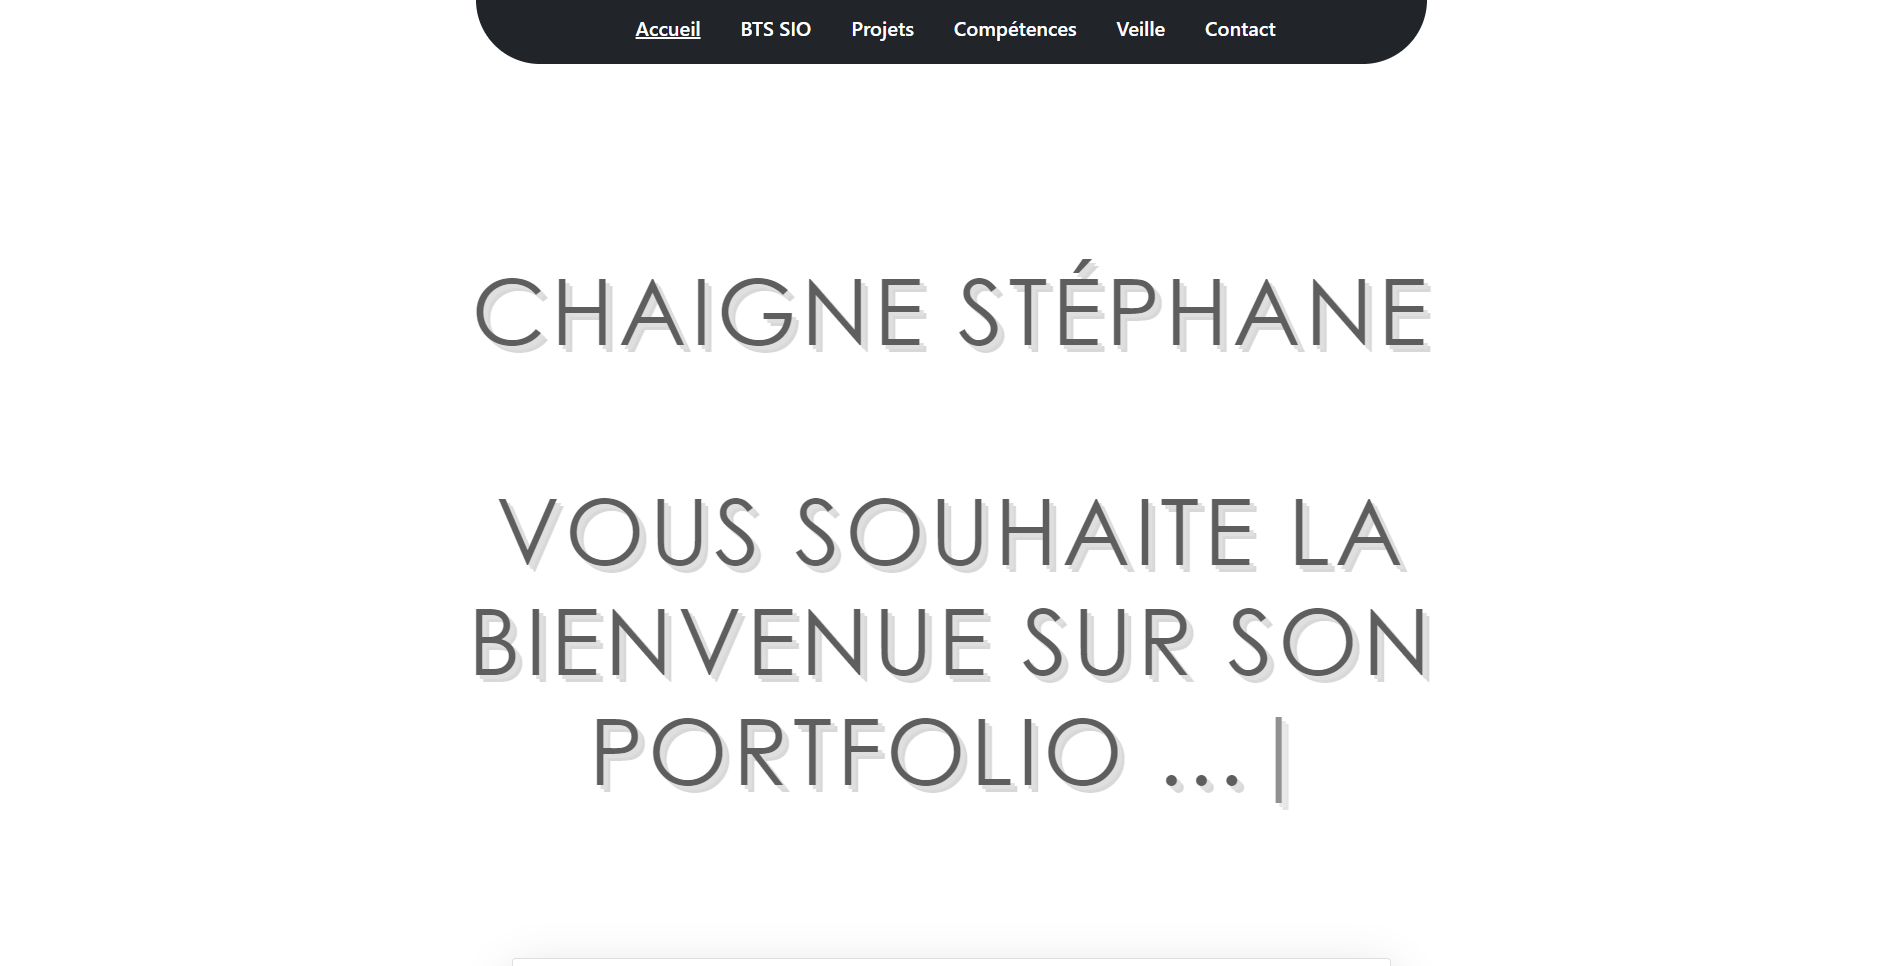 Accueil BTS SIO Projets Compétences Veille Contact
CHAIGNE STÉPHANE
VOUS SOUHAITE LA
BIENVENUE SUR SON
PORTFOLIO ... |